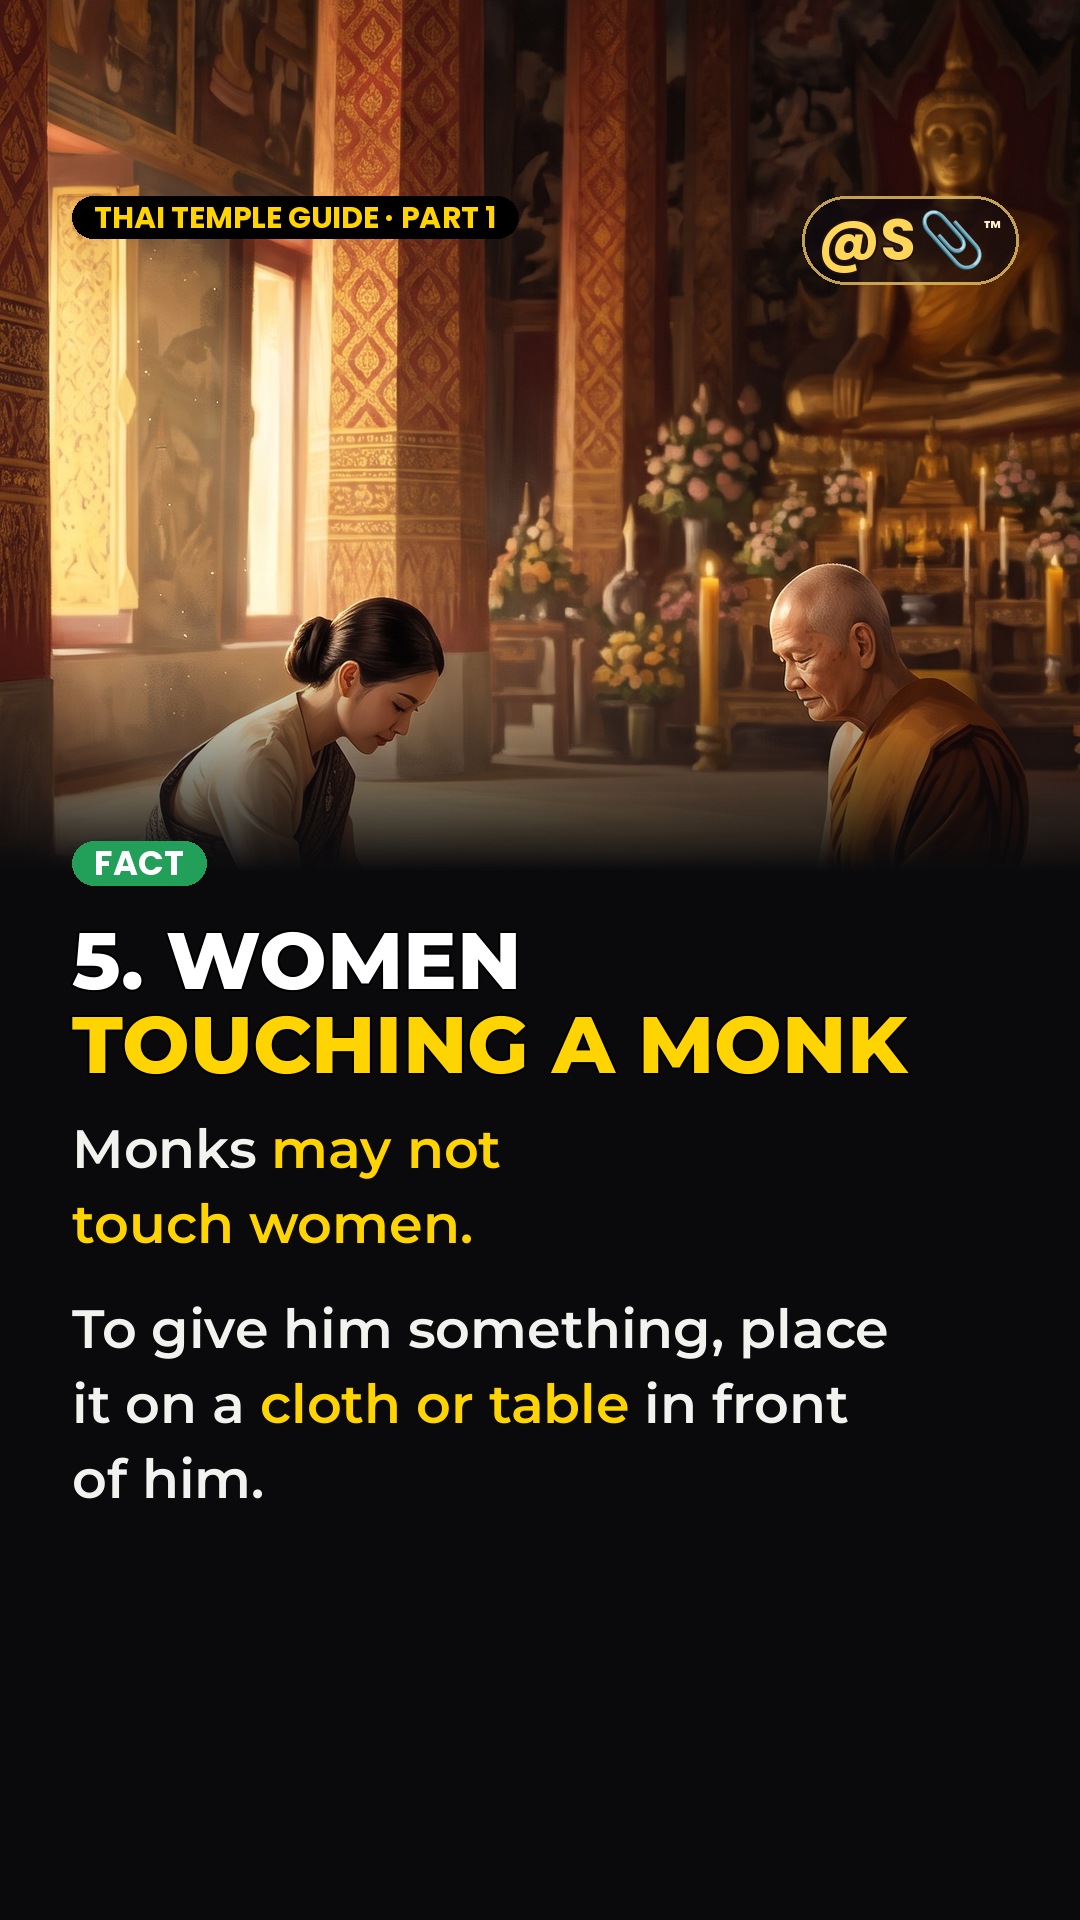 THAI TEMPLE GUIDE · PART 1
@S📎™
FACT
5. WOMEN
TOUCHING A MONK
Monks may not
touch women.
To give him something, place
it on a cloth or table in front
of him.